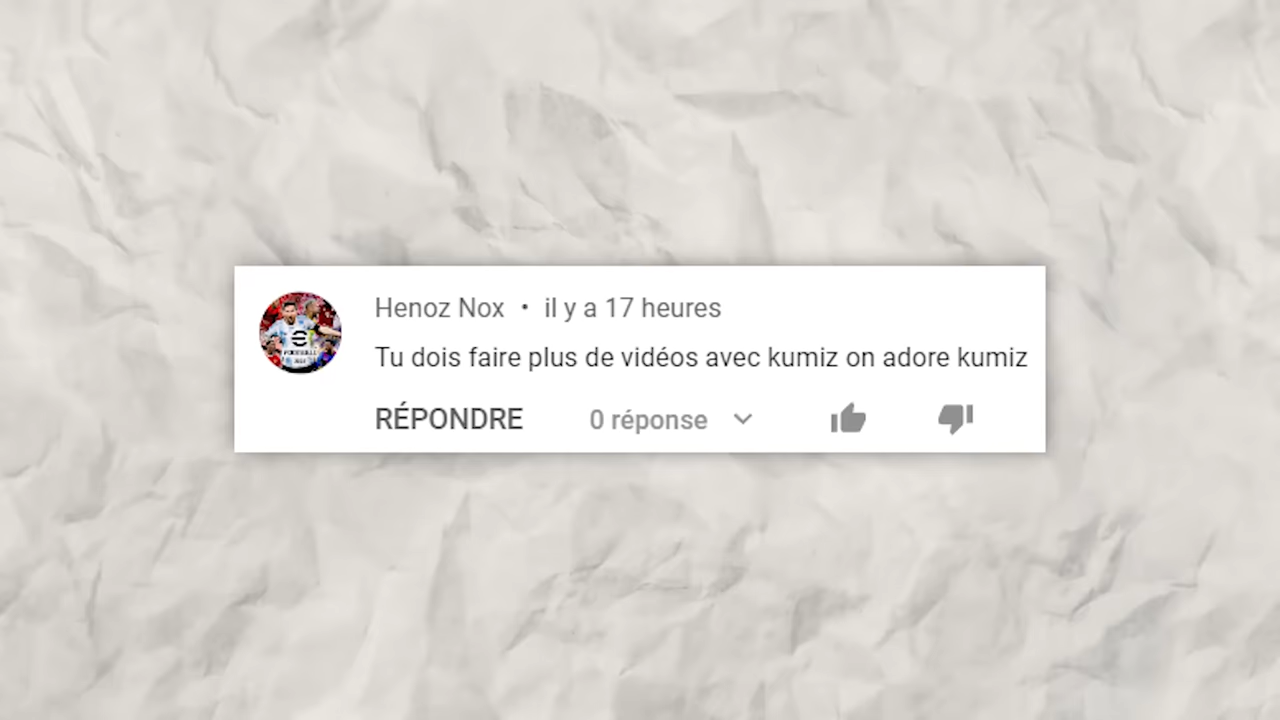 Henoz Nox • il y a 17 heures
Tu dois faire plus de vidéos avec kumiz on adore kumiz
RÉPONDRE 0 réponse